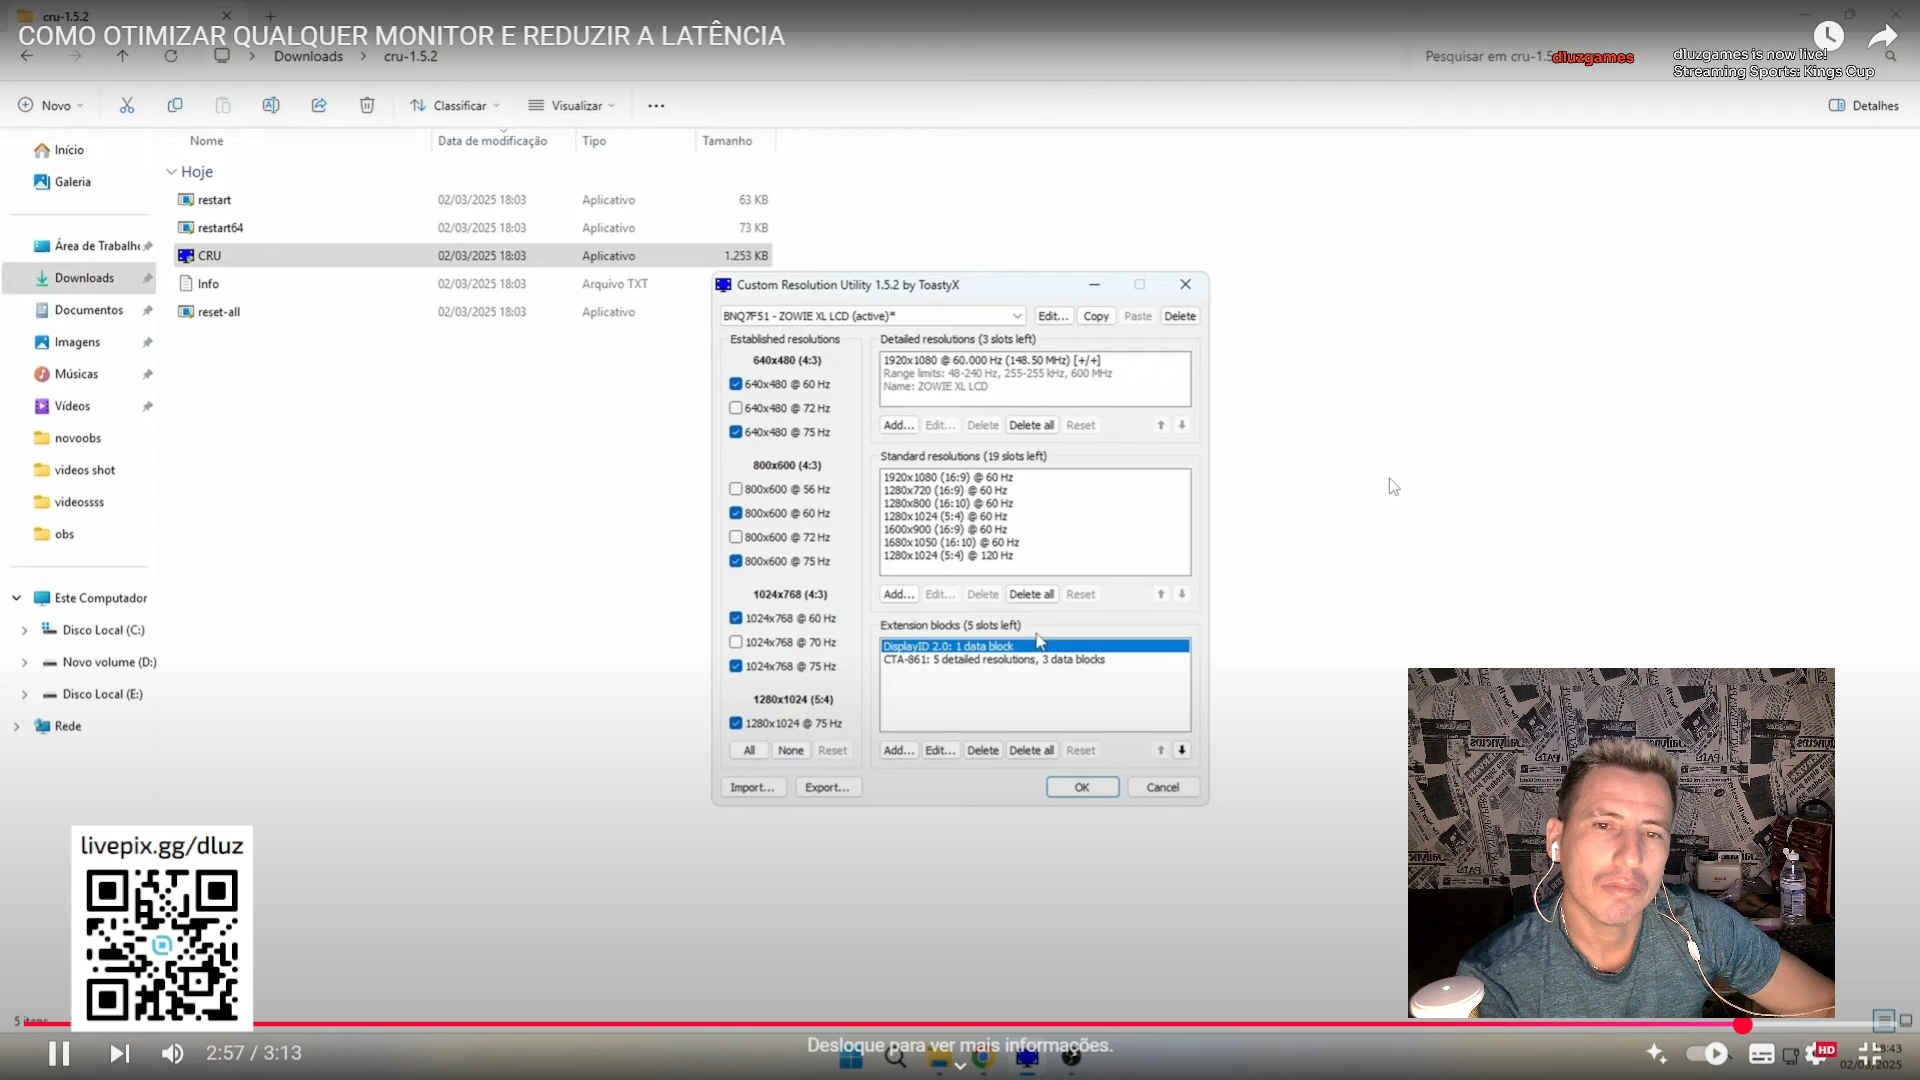 cru-1.5.2
COMO OTIMIZAR QUALQUER MONITOR E REDUZIR A LATÊNCIA
Downloads
cru-1.5.2
Pesquisar em cru-1.5
dluzgames
dluzgames is now live!
Streaming Sports: Kings Cup
Novo
Classificar
Visualizar
Detalhes
Nome
Data de modificação
Tipo
Tamanho
Início
Galeria
Área de Trabalho
Downloads
Documentos
Imagens
Músicas
Vídeos
novoobs
videos shot
videossss
obs
Este Computador
Disco Local (C:)
Novo volume (D:)
Disco Local (E:)
Rede
Hoje
restart 02/03/2025 18:03 Aplicativo 63 KB
restart64 02/03/2025 18:03 Aplicativo 73 KB
CRU 02/03/2025 18:03 Aplicativo 1.253 KB
Info 02/03/2025 18:03 Arquivo TXT
reset-all 02/03/2025 18:03 Aplicativo
Custom Resolution Utility 1.5.2 by ToastyX
BNQ7F51 - ZOWIE XL LCD (active)*
Edit... Copy Paste Delete
Established resolutions
640x480 (4:3)
640x480 @ 60 Hz
640x480 @ 72 Hz
640x480 @ 75 Hz
800x600 (4:3)
800x600 @ 56 Hz
800x600 @ 60 Hz
800x600 @ 72 Hz
800x600 @ 75 Hz
1024x768 (4:3)
1024x768 @ 60 Hz
1024x768 @ 70 Hz
1024x768 @ 75 Hz
1280x1024 (5:4)
1280x1024 @ 75 Hz
All None Reset
Detailed resolutions (3 slots left)
1920x1080 @ 60.000 Hz (148.50 MHz) [+/+]
Range limits: 48-240 Hz, 255-255 kHz, 600 MHz
Name: ZOWIE XL LCD
Add... Edit... Delete Delete all Reset
Standard resolutions (19 slots left)
1920x1080 (16:9) @ 60 Hz
1280x720 (16:9) @ 60 Hz
1280x800 (16:10) @ 60 Hz
1280x1024 (5:4) @ 60 Hz
1600x900 (16:9) @ 60 Hz
1680x1050 (16:10) @ 60 Hz
1280x1024 (5:4) @ 120 Hz
Add... Edit... Delete Delete all Reset
Extension blocks (5 slots left)
DisplayID 2.0: 1 data block
CTA-861: 5 detailed resolutions, 3 data blocks
Add... Edit... Delete Delete all Reset
Import... Export... OK Cancel
livepix.gg/dluz
5 itens
2:57 / 3:13
Desloque para ver mais informações.
HD
8:43
02/03/2025